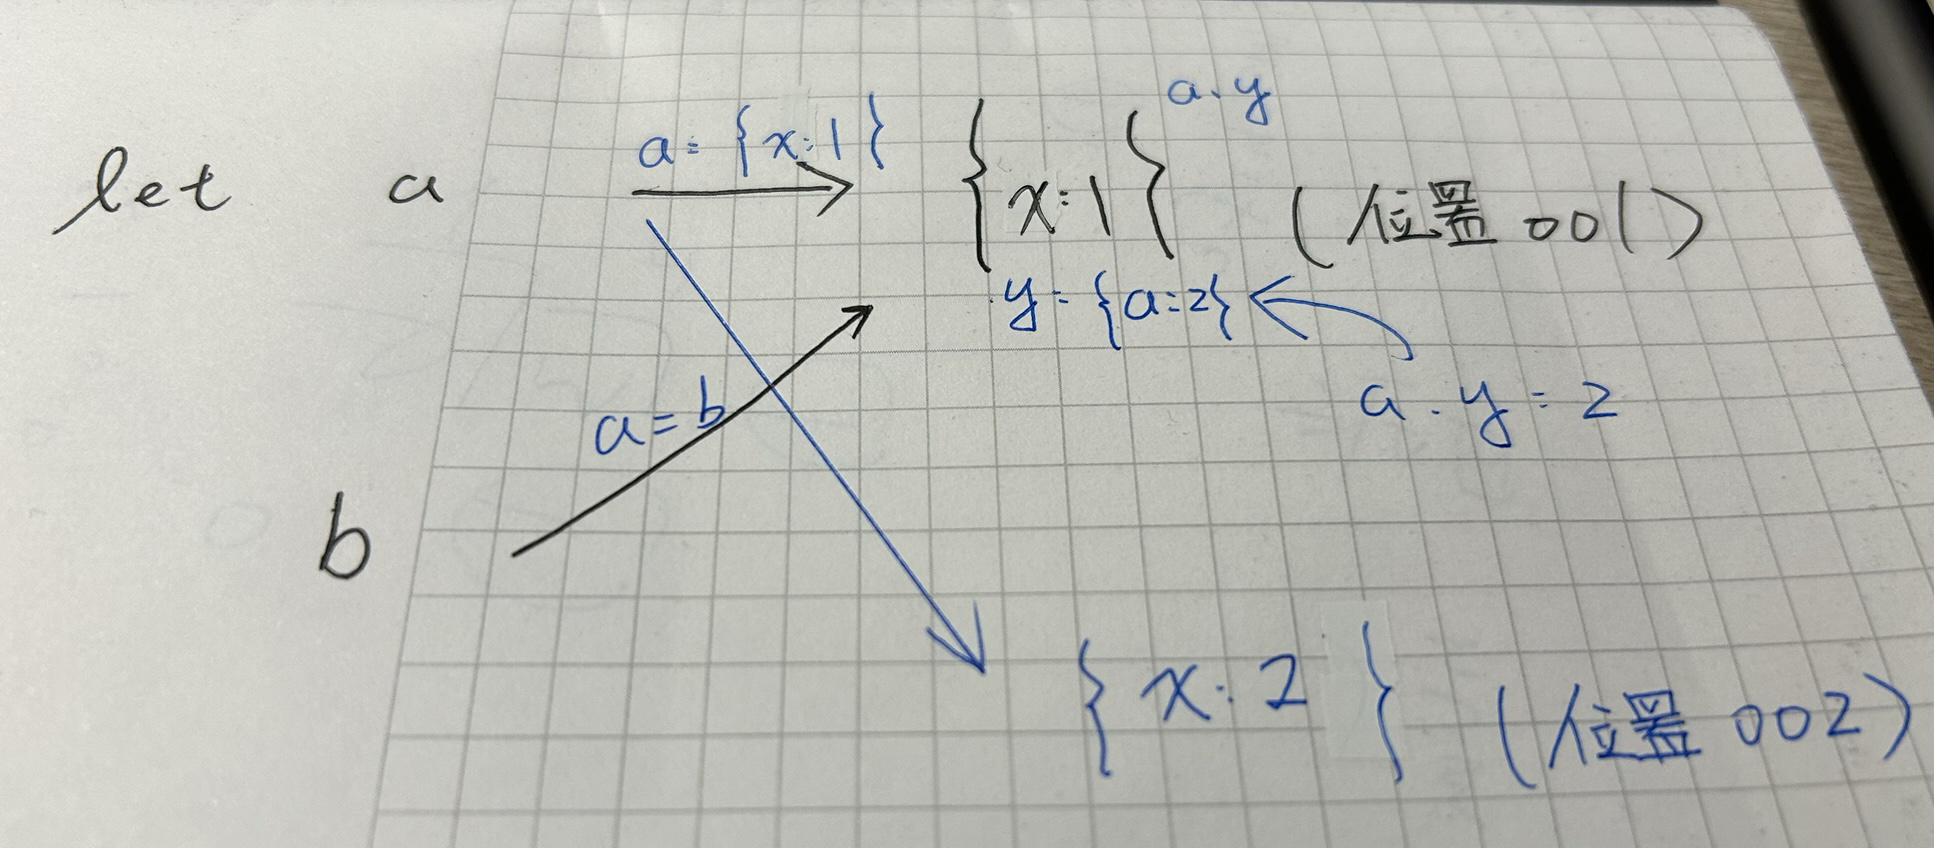 a.y
a= {x:1}
let a {x:1} (位置 001)
y= {a=2}
a.y=2
a=b
b
{x:2} (位置 002)